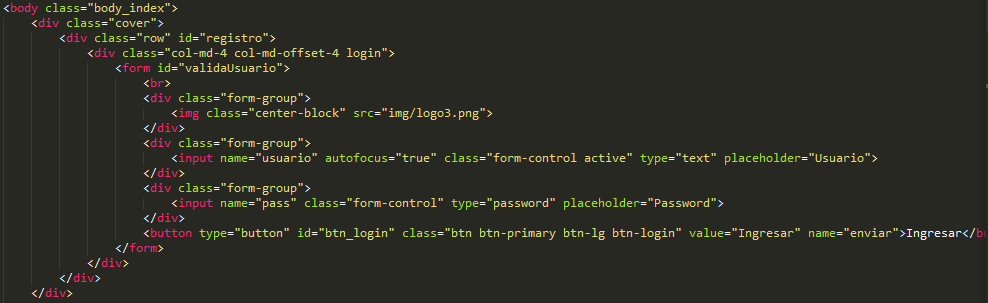 <body class="body_index">
<div class="cover">
<div class="row" id="registro">
<div class="col-md-4 col-md-offset-4 login">
<form id="validaUsuario">
<br>
<div class="form-group">
<img class="center-block" src="img/logo3.png">
</div>
<div class="form-group">
<input name="usuario" autofocus="true" class="form-control active" type="text" placeholder="Usuario">
</div>
<div class="form-group">
<input name="pass" class="form-control" type="password" placeholder="Password">
</div>
<button type="button" id="btn_login" class="btn btn-primary btn-lg btn-login" value="Ingresar" name="enviar">Ingresar</bu
</form>
</div>
</div>
</div>